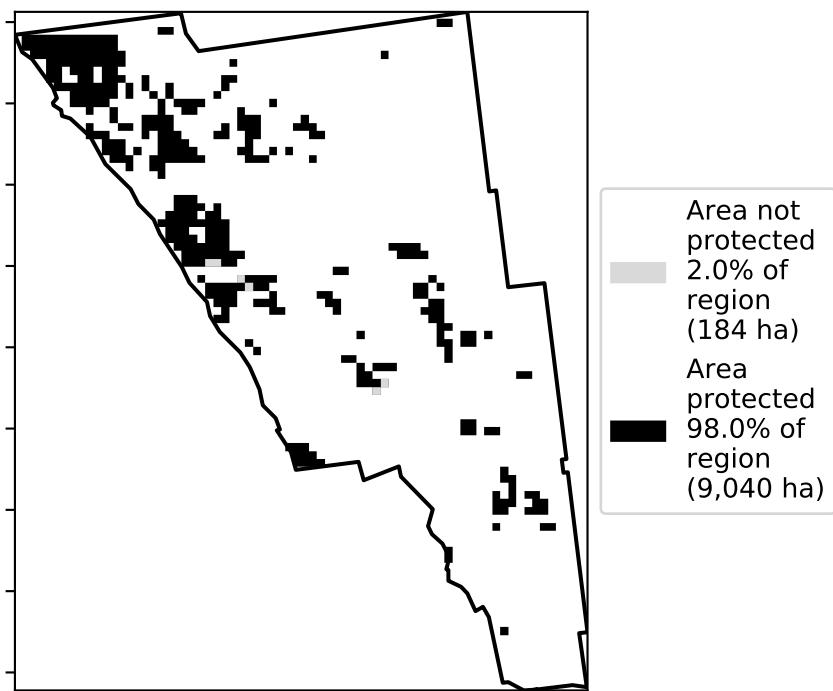 Area not
protected
2.0% of
region
(184 ha)
Area
protected
98.0% of
region
(9,040 ha)